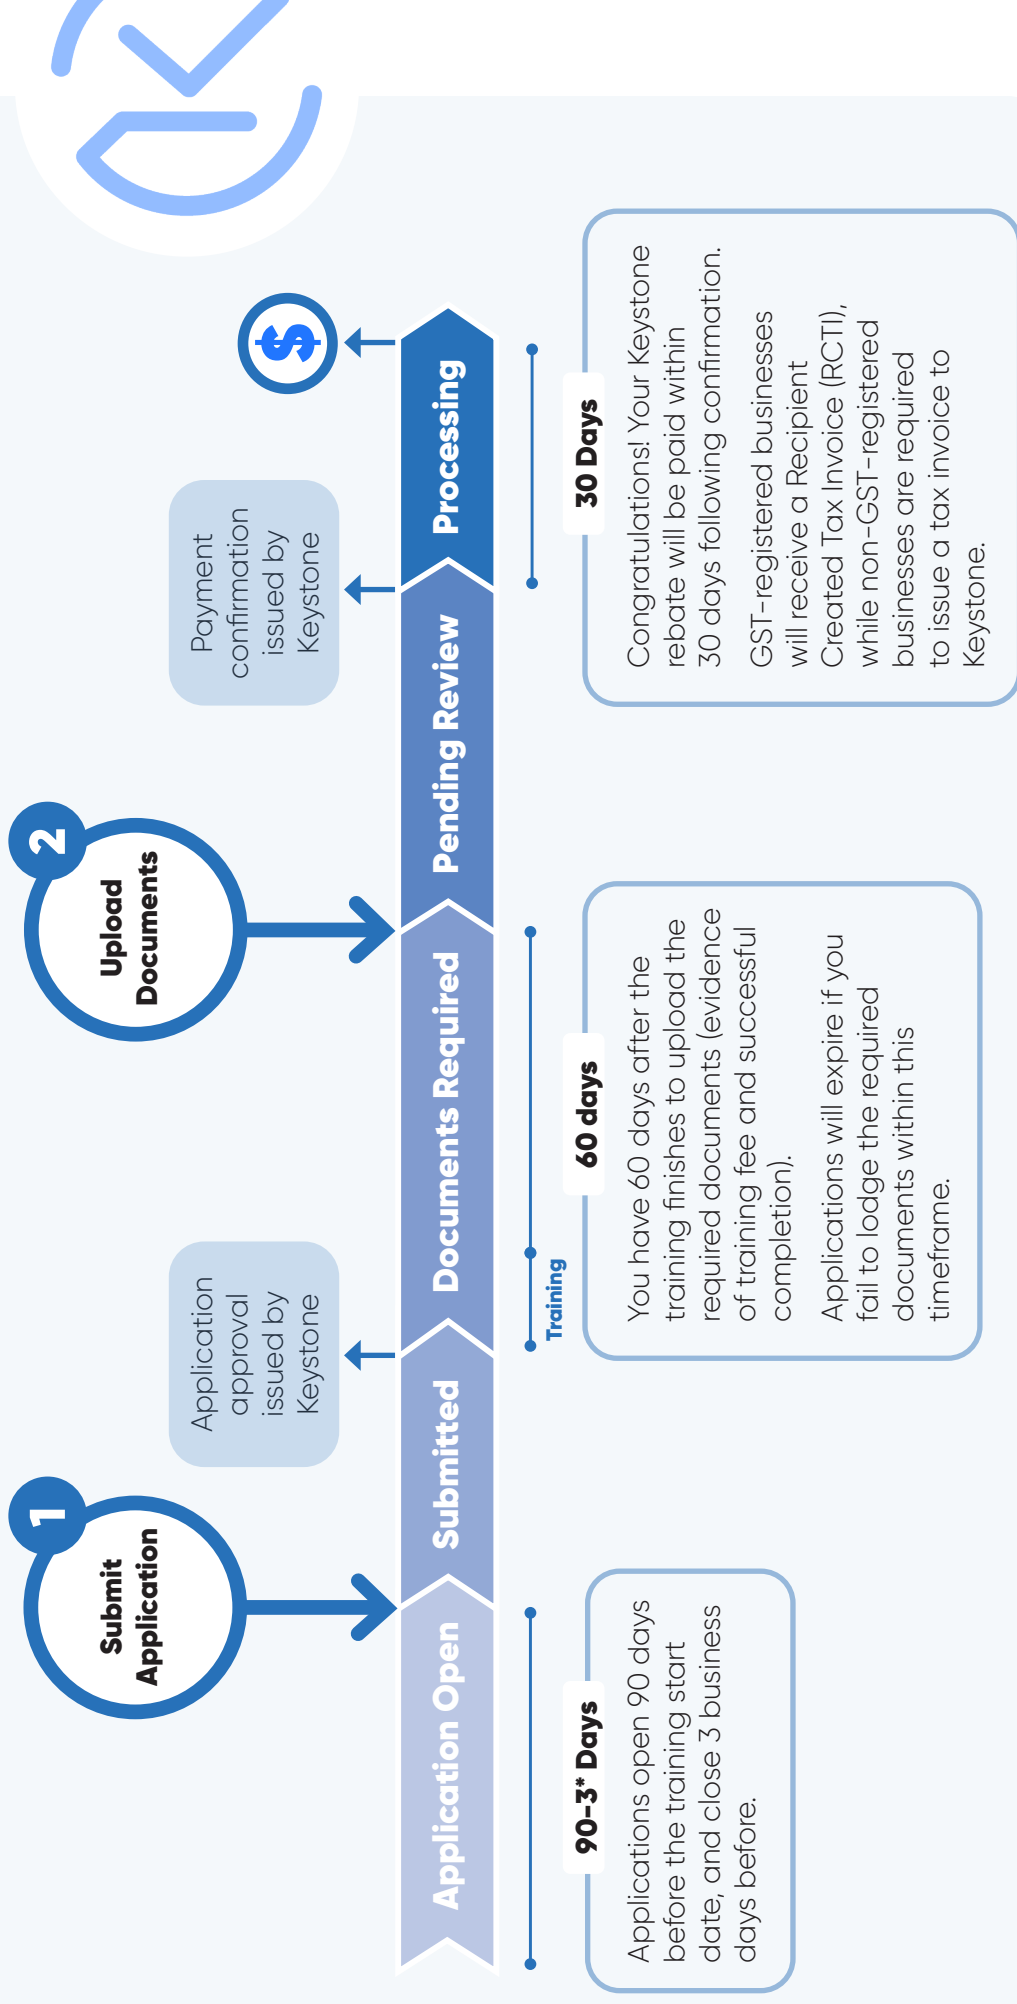 1
Submit
Application
2
Upload
Documents
Application
approval
issued by
Keystone
Payment
confirmation
issued by
Keystone
$
Application Open
Submitted
Documents Required
Pending Review
Processing
Training
90-3* Days
Applications open 90 days
before the training start
date, and close 3 business
days before.
60 days
You have 60 days after the
training finishes to upload the
required documents (evidence
of training fee and successful
completion).
Applications will expire if you
fail to lodge the required
documents within this
timeframe.
30 Days
Congratulations! Your Keystone
rebate will be paid within
30 days following confirmation.
GST-registered businesses
will receive a Recipient
Created Tax Invoice (RCTI),
while non-GST-registered
businesses are required
to issue a tax invoice to
Keystone.